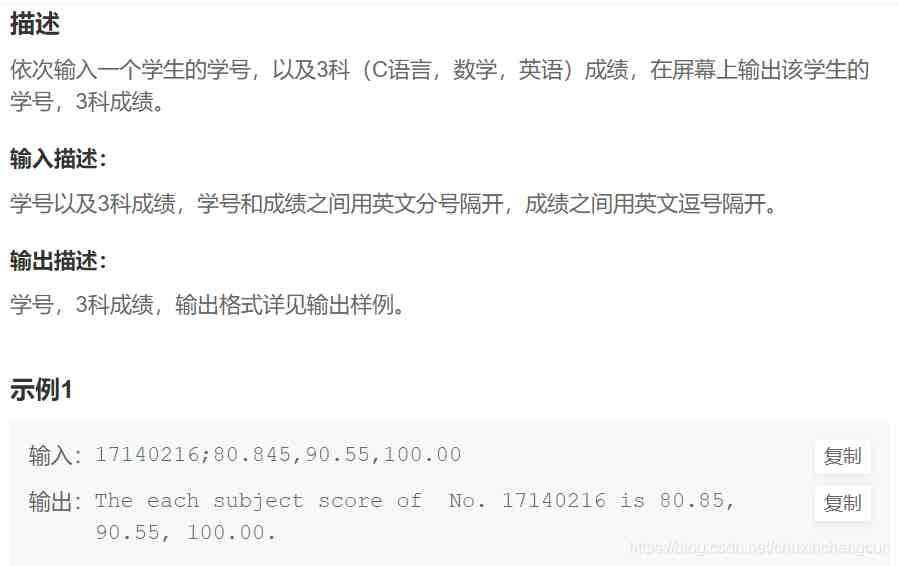 描述
依次输入一个学生的学号，以及3科（C语言，数学，英语）成绩，在屏幕上输出该学生的
学号，3科成绩。
输入描述：
学号以及3科成绩，学号和成绩之间用英文分号隔开，成绩之间用英文逗号隔开。
输出描述：
学号，3科成绩，输出格式详见输出样例。
示例1
输入：17140216;80.845,90.55,100.00 复制
输出：The each subject score of  No. 17140216 is 80.85, 复制
90.55, 100.00.
https://blog.csdn.net/chuxinchangcun